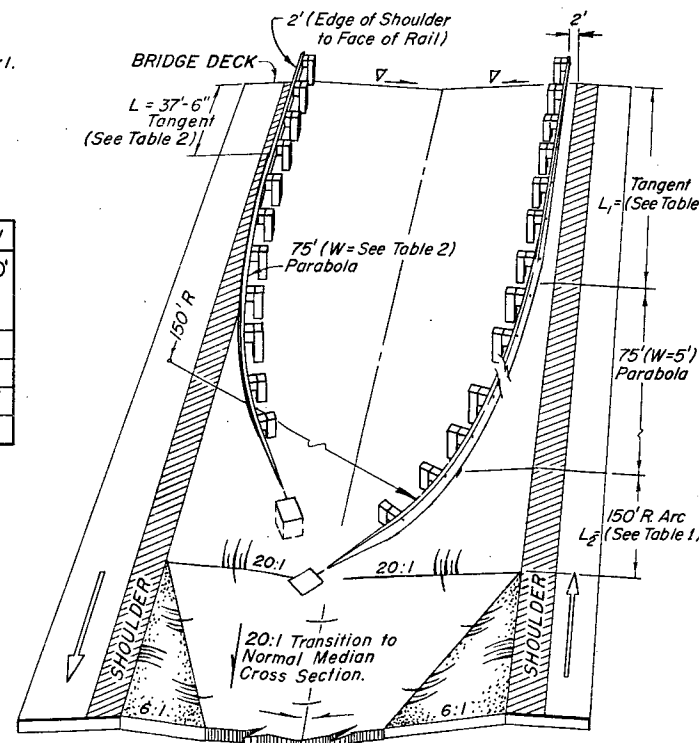 2' (Edge of Shoulder
to Face of Rail)
2'
BRIDGE DECK
L = 37'-6"
Tangent
(See Table 2)
Tangent
L₁= (See Table
75' (W= See Table 2)
Parabola
150' R
75' (W=5')
Parabola
150' R. Arc
L₂= (See Table 1)
20:1
20:1
SHOULDER
SHOULDER
20:1 Transition to
Normal Median
Cross Section.
6:1
6:1